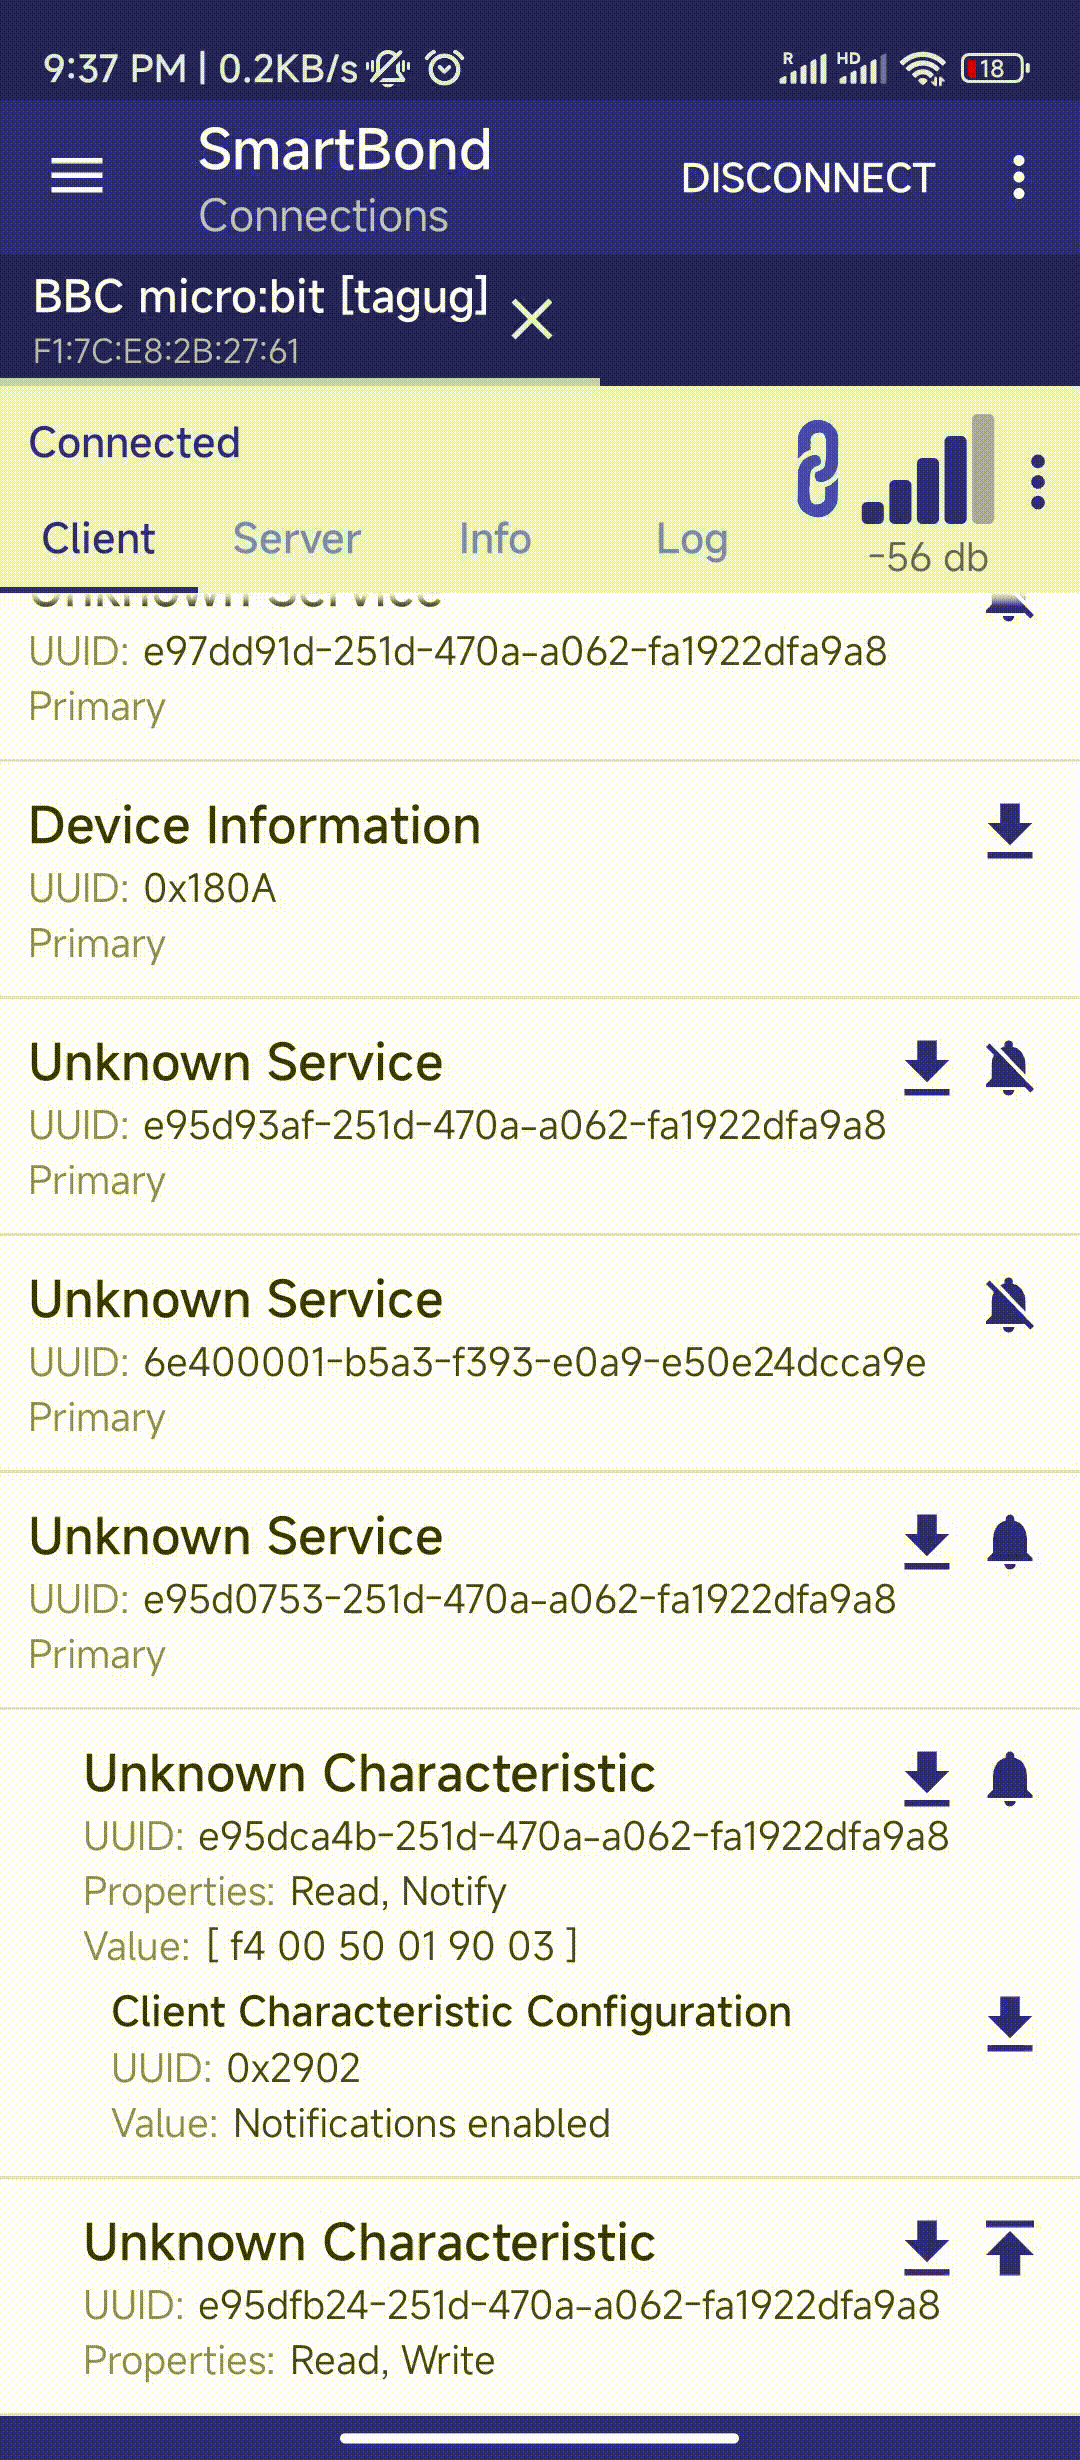 9:37 PM | 0.2KB/s R HD 18
SmartBond
Connections
DISCONNECT
BBC micro:bit [tagug]
F1:7C:E8:2B:27:61
Connected
-56 db
Client Server Info Log
Unknown Service
UUID: e97dd91d-251d-470a-a062-fa1922dfa9a8
Primary
Device Information
UUID: 0x180A
Primary
Unknown Service
UUID: e95d93af-251d-470a-a062-fa1922dfa9a8
Primary
Unknown Service
UUID: 6e400001-b5a3-f393-e0a9-e50e24dcca9e
Primary
Unknown Service
UUID: e95d0753-251d-470a-a062-fa1922dfa9a8
Primary
Unknown Characteristic
UUID: e95dca4b-251d-470a-a062-fa1922dfa9a8
Properties: Read, Notify
Value: [ f4 00 50 01 90 03 ]
Client Characteristic Configuration
UUID: 0x2902
Value: Notifications enabled
Unknown Characteristic
UUID: e95dfb24-251d-470a-a062-fa1922dfa9a8
Properties: Read, Write